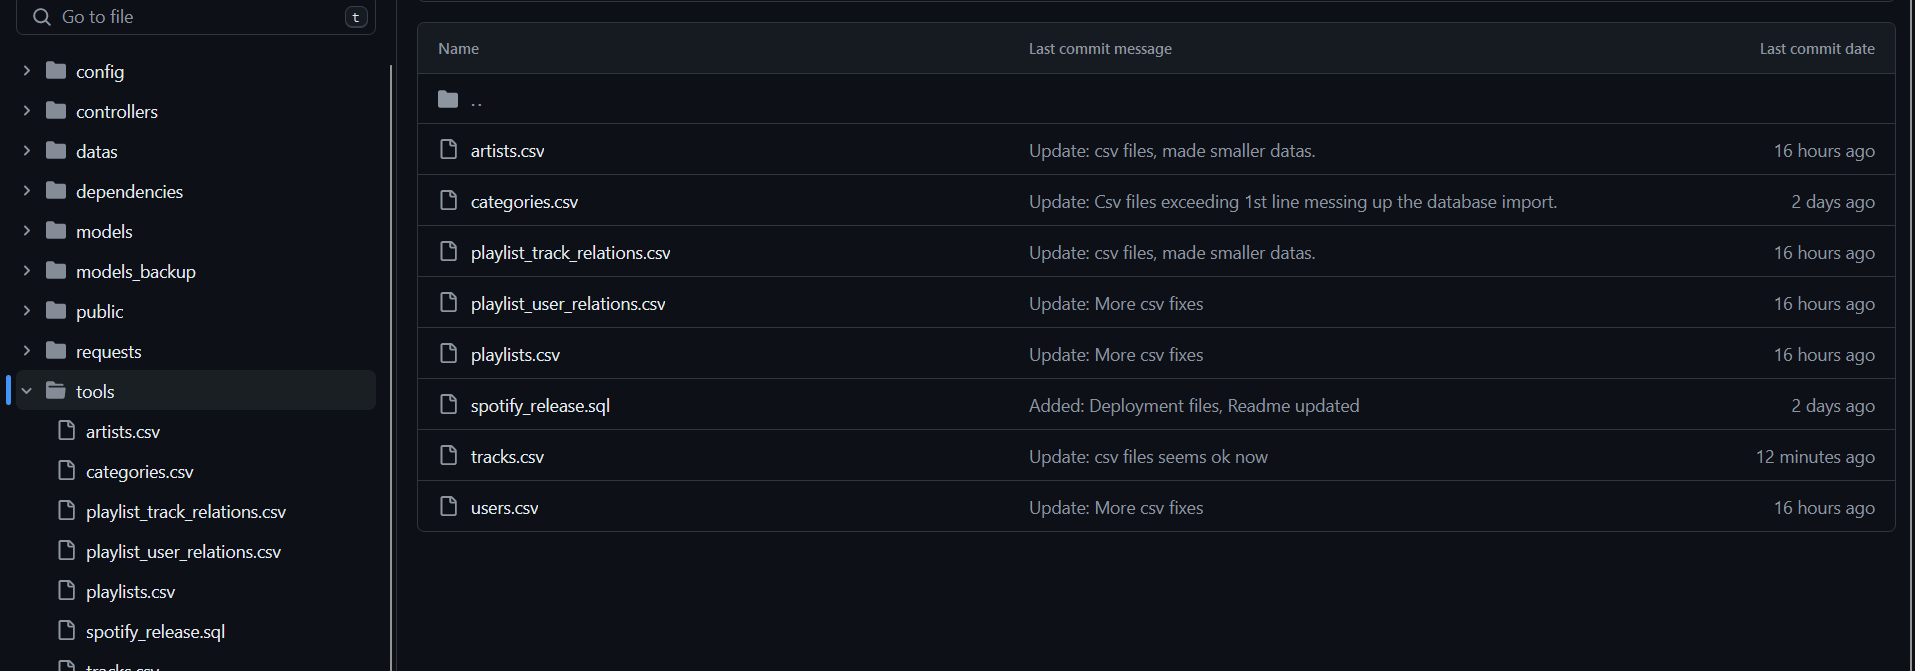 Go to file
t
config
controllers
datas
dependencies
models
models_backup
public
requests
tools
artists.csv
categories.csv
playlist_track_relations.csv
playlist_user_relations.csv
playlists.csv
spotify_release.sql
tracks.csv
Name Last commit message Last commit date
..
artists.csv Update: csv files, made smaller datas. 16 hours ago
categories.csv Update: Csv files exceeding 1st line messing up the database import. 2 days ago
playlist_track_relations.csv Update: csv files, made smaller datas. 16 hours ago
playlist_user_relations.csv Update: More csv fixes 16 hours ago
playlists.csv Update: More csv fixes 16 hours ago
spotify_release.sql Added: Deployment files, Readme updated 2 days ago
tracks.csv Update: csv files seems ok now 12 minutes ago
users.csv Update: More csv fixes 16 hours ago